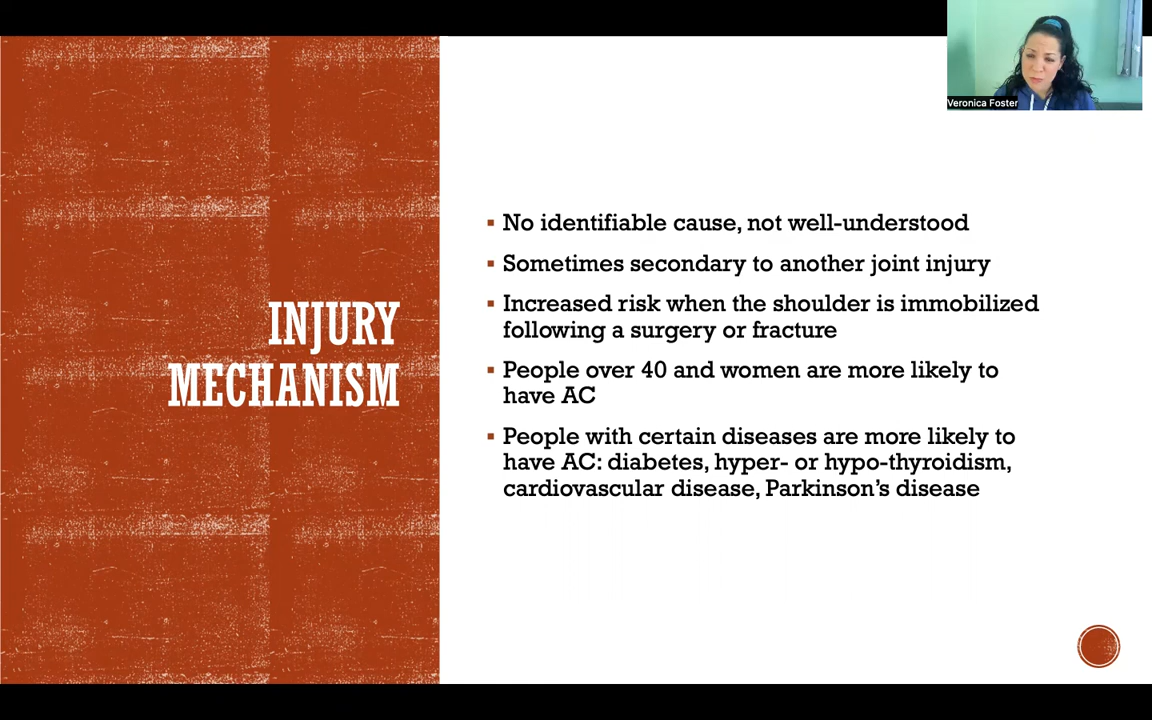 Veronica Foster
INJURY
MECHANISM
▪ No identifiable cause, not well-understood
▪ Sometimes secondary to another joint injury
▪ Increased risk when the shoulder is immobilized
following a surgery or fracture
▪ People over 40 and women are more likely to
have AC
▪ People with certain diseases are more likely to
have AC: diabetes, hyper- or hypo-thyroidism,
cardiovascular disease, Parkinson’s disease